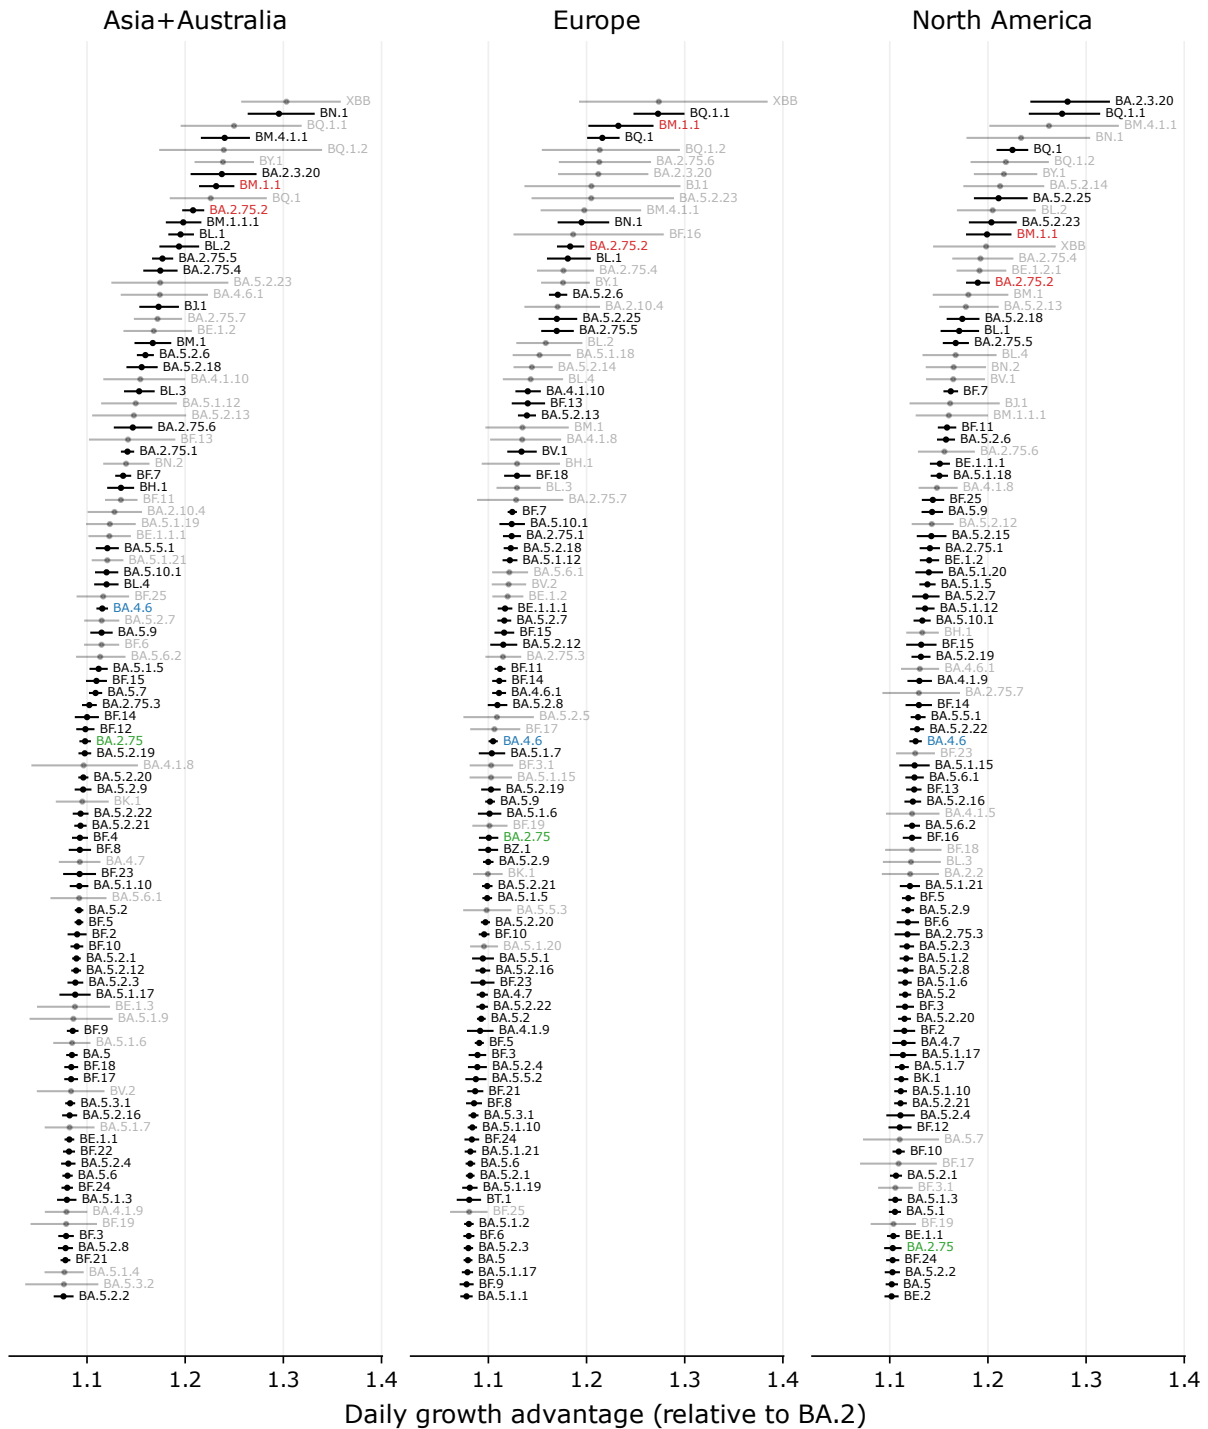 Asia+Australia
XBB
BN.1
BQ.1.1
BM.4.1.1
BQ.1.2
BY.1
BA.2.3.20
BM.1.1
BQ.1
BA.2.75.2
BM.1.1.1
BL.1
BL.2
BA.2.75.5
BA.2.75.4
BA.5.2.23
BA.4.6.1
BJ.1
BA.2.75.7
BE.1.2
BM.1
BA.5.2.6
BA.5.2.18
BA.4.1.10
BL.3
BA.5.1.12
BA.5.2.13
BA.2.75.6
BF.13
BA.2.75.1
BN.2
BF.7
BH.1
BF.11
BA.2.10.4
BA.5.1.19
BE.1.1.1
BA.5.5.1
BA.5.1.21
BA.5.10.1
BL.4
BF.25
BA.4.6
BA.5.2.7
BA.5.9
BF.6
BA.5.6.2
BA.5.1.5
BF.15
BA.5.7
BA.2.75.3
BF.14
BF.12
BA.2.75
BA.5.2.19
BA.4.1.8
BA.5.2.20
BA.5.2.9
BK.1
BA.5.2.22
BA.5.2.21
BF.4
BF.8
BA.4.7
BF.23
BA.5.1.10
BA.5.6.1
BA.5.2
BF.5
BF.2
BF.10
BA.5.2.1
BA.5.2.12
BA.5.2.3
BA.5.1.17
BE.1.3
BA.5.1.9
BF.9
BA.5.1.6
BA.5
BF.18
BF.17
BV.2
BA.5.3.1
BA.5.2.16
BA.5.1.7
BE.1.1
BF.22
BA.5.2.4
BA.5.6
BF.24
BA.5.1.3
BA.4.1.9
BF.19
BF.3
BA.5.2.8
BF.21
BA.5.1.4
BA.5.3.2
BA.5.2.2
1.1 1.2 1.3 1.4
Europe
XBB
BQ.1.1
BM.1.1
BQ.1
BQ.1.2
BA.2.75.6
BA.2.3.20
BJ.1
BA.5.2.23
BM.4.1.1
BN.1
BF.16
BA.2.75.2
BL.1
BA.2.75.4
BY.1
BA.5.2.6
BA.2.10.4
BA.5.2.25
BA.2.75.5
BL.2
BA.5.1.18
BA.5.2.14
BL.4
BA.4.1.10
BF.13
BA.5.2.13
BM.1
BA.4.1.8
BV.1
BH.1
BF.18
BL.3
BA.2.75.7
BF.7
BA.5.10.1
BA.2.75.1
BA.5.2.18
BA.5.1.12
BA.5.6.1
BV.2
BE.1.2
BE.1.1.1
BA.5.2.7
BF.15
BA.5.2.12
BA.2.75.3
BF.11
BF.14
BA.4.6.1
BA.5.2.8
BA.5.2.5
BF.17
BA.4.6
BA.5.1.7
BF.3.1
BA.5.1.15
BA.5.2.19
BA.5.9
BA.5.1.6
BF.19
BA.2.75
BZ.1
BA.5.2.9
BK.1
BA.5.2.21
BA.5.1.5
BA.5.5.3
BA.5.2.20
BF.10
BA.5.1.20
BA.5.5.1
BA.5.2.16
BF.23
BA.4.7
BA.5.2.22
BA.5.2
BA.4.1.9
BF.5
BF.3
BA.5.2.4
BA.5.5.2
BF.21
BF.8
BA.5.3.1
BA.5.1.10
BF.24
BA.5.1.21
BA.5.6
BA.5.2.1
BA.5.1.19
BT.1
BF.25
BA.5.1.2
BF.6
BA.5.2.3
BA.5
BA.5.1.17
BF.9
BA.5.1.1
1.1 1.2 1.3 1.4
North America
BA.2.3.20
BQ.1.1
BM.4.1.1
BN.1
BQ.1
BQ.1.2
BY.1
BA.5.2.14
BA.5.2.25
BL.2
BA.5.2.23
BM.1.1
XBB
BA.2.75.4
BE.1.2.1
BA.2.75.2
BM.1
BA.5.2.13
BA.5.2.18
BL.1
BA.2.75.5
BL.4
BN.2
BV.1
BF.7
BJ.1
BM.1.1.1
BF.11
BA.5.2.6
BA.2.75.6
BE.1.1.1
BA.5.1.18
BA.4.1.8
BF.25
BA.5.9
BA.5.2.12
BA.5.2.15
BA.2.75.1
BE.1.2
BA.5.1.20
BA.5.1.5
BA.5.2.7
BA.5.1.12
BA.5.10.1
BH.1
BF.15
BA.5.2.19
BA.4.6.1
BA.4.1.9
BA.2.75.7
BF.14
BA.5.5.1
BA.5.2.22
BA.4.6
BF.23
BA.5.1.15
BA.5.6.1
BF.13
BA.5.2.16
BA.4.1.5
BA.5.6.2
BF.16
BF.18
BL.3
BA.2.2
BA.5.1.21
BF.5
BA.5.2.9
BF.6
BA.2.75.3
BA.5.2.3
BA.5.1.2
BA.5.2.8
BA.5.1.6
BA.5.2
BF.3
BA.5.2.20
BF.2
BA.4.7
BA.5.1.17
BA.5.1.7
BK.1
BA.5.1.10
BA.5.2.21
BA.5.2.4
BF.12
BA.5.7
BF.10
BF.17
BA.5.2.1
BF.3.1
BA.5.1.3
BA.5.1
BF.19
BE.1.1
BA.2.75
BF.24
BA.5.2.2
BA.5
BE.2
1.1 1.2 1.3 1.4
Daily growth advantage (relative to BA.2)